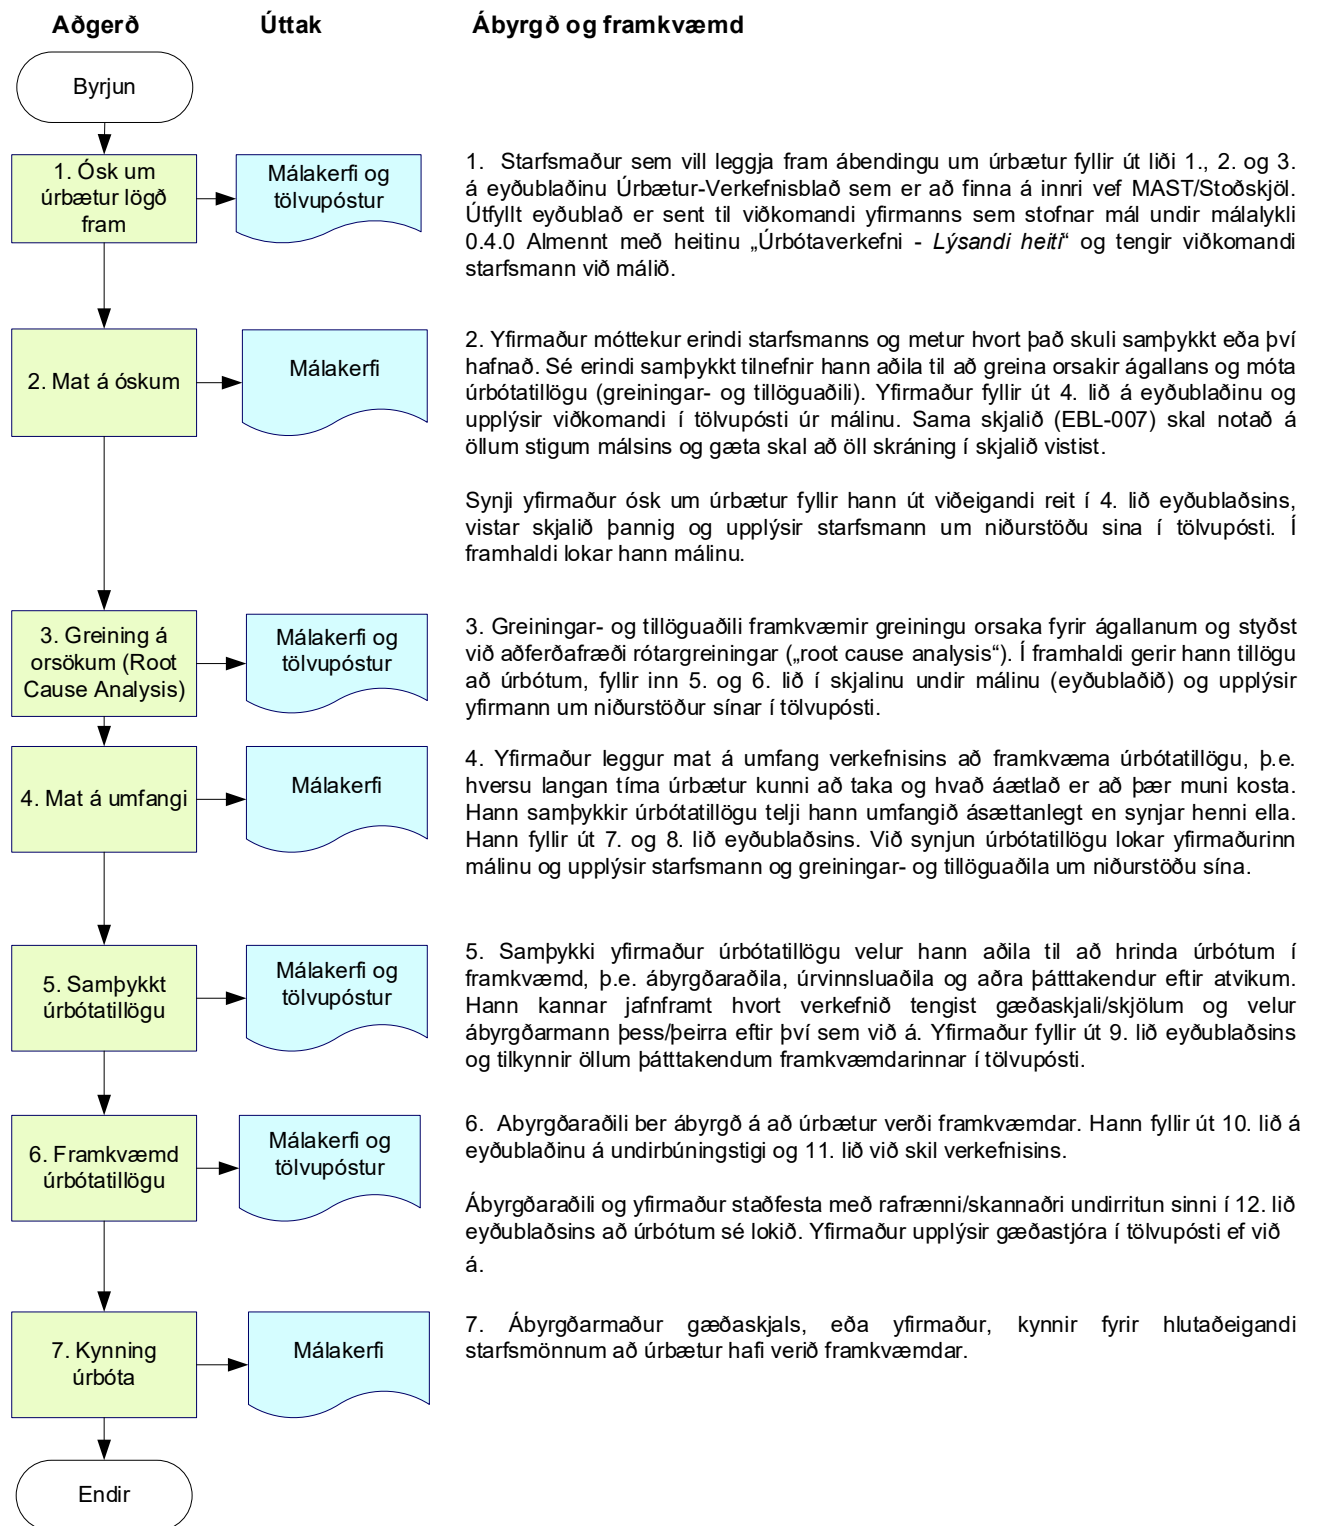 Aðgerð
Úttak
Ábyrgð og framkvæmd
Byrjun
1. Ósk um
úrbætur lögð
fram
Málakerfi og
tölvupóstur
1. Starfsmaður sem vill leggja fram ábendingu um úrbætur fyllir út liði 1., 2. og 3.
á eyðublaðinu Úrbætur-Verkefnisblað sem er að finna á innri vef MAST/Stoðskjöl.
Útfyllt eyðublað er sent til viðkomandi yfirmanns sem stofnar mál undir málalykli
0.4.0 Almennt með heitinu „Úrbótaverkefni - Lýsandi heiti“ og tengir viðkomandi
starfsmann við málið.
2. Mat á óskum
Málakerfi
2. Yfirmaður móttekur erindi starfsmanns og metur hvort það skuli samþykkt eða því
hafnað. Sé erindi samþykkt tilnefnir hann aðila til að greina orsakir ágallans og móta
úrbótatillögu (greiningar- og tillöguaðili). Yfirmaður fyllir út 4. lið á eyðublaðinu og
upplýsir viðkomandi í tölvupósti úr málinu. Sama skjalið (EBL-007) skal notað á
öllum stigum málsins og gæta skal að öll skráning í skjalið vistist.
Synji yfirmaður ósk um úrbætur fyllir hann út viðeigandi reit í 4. lið eyðublaðsins,
vistar skjalið þannig og upplýsir starfsmann um niðurstöðu sina í tölvupósti. Í
framhaldi lokar hann málinu.
3. Greining á
orsökum (Root
Cause Analysis)
Málakerfi og
tölvupóstur
3. Greiningar- og tillöguaðili framkvæmir greiningu orsaka fyrir ágallanum og styðst
við aðferðafræði rótargreiningar („root cause analysis“). Í framhaldi gerir hann tillögu
að úrbótum, fyllir inn 5. og 6. lið í skjalinu undir málinu (eyðublaðið) og upplýsir
yfirmann um niðurstöður sínar í tölvupósti.
4. Mat á umfangi
Málakerfi
4. Yfirmaður leggur mat á umfang verkefnisins að framkvæma úrbótatillögu, þ.e.
hversu langan tíma úrbætur kunni að taka og hvað áætlað er að þær muni kosta.
Hann samþykkir úrbótatillögu telji hann umfangið ásættanlegt en synjar henni ella.
Hann fyllir út 7. og 8. lið eyðublaðsins. Við synjun úrbótatillögu lokar yfirmaðurinn
málinu og upplýsir starfsmann og greiningar- og tillöguaðila um niðurstöðu sína.
5. Samþykkt
úrbótatillögu
Málakerfi og
tölvupóstur
5. Samþykki yfirmaður úrbótatillögu velur hann aðila til að hrinda úrbótum í
framkvæmd, þ.e. ábyrgðaraðila, úrvinnsluaðila og aðra þátttakendur eftir atvikum.
Hann kannar jafnframt hvort verkefnið tengist gæðaskjali/skjölum og velur
ábyrgðarmann þess/þeirra eftir því sem við á. Yfirmaður fyllir út 9. lið eyðublaðsins
og tilkynnir öllum þátttakendum framkvæmdarinnar í tölvupósti.
6. Framkvæmd
úrbótatillögu
Málakerfi og
tölvupóstur
6. Abyrgðaraðili ber ábyrgð á að úrbætur verði framkvæmdar. Hann fyllir út 10. lið á
eyðublaðinu á undirbúningstigi og 11. lið við skil verkefnisins.
Ábyrgðaraðili og yfirmaður staðfesta með rafrænni/skannaðri undirritun sinni í 12. lið
eyðublaðsins að úrbótum sé lokið. Yfirmaður upplýsir gæðastjóra í tölvupósti ef við
á.
7. Kynning
úrbóta
Málakerfi
7. Ábyrgðarmaður gæðaskjals, eða yfirmaður, kynnir fyrir hlutaðeigandi
starfsmönnum að úrbætur hafi verið framkvæmdar.
Endir